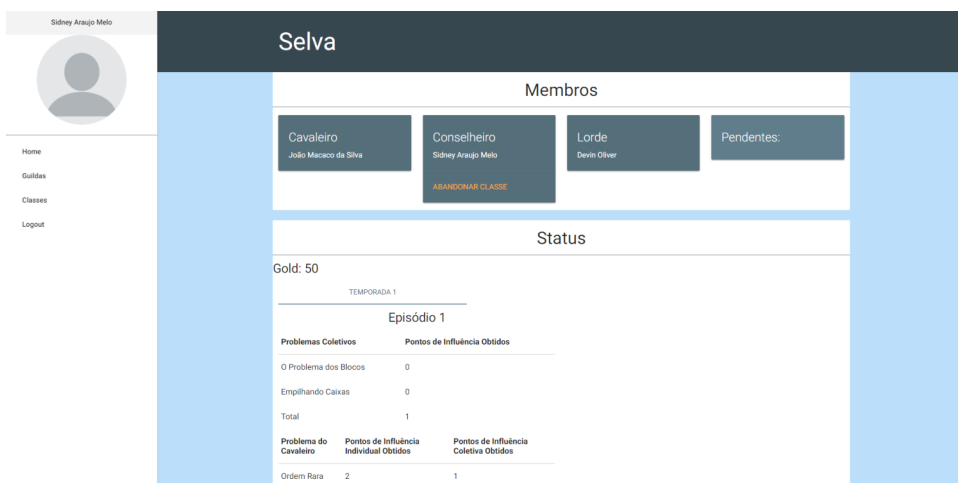 Sidney Araujo Melo
Home
Guildas
Classes
Logout
Selva
Membros
Cavaleiro
João Macaco da Silva
Conselheiro
Sidney Araujo Melo
ABANDONAR CLASSE
Lorde
Devin Oliver
Pendentes:
Status
Gold: 50
TEMPORADA 1
Episódio 1
Problemas Coletivos Pontos de Influência Obtidos
O Problema dos Blocos 0
Empilhando Caixas 0
Total 1
Problema do Pontos de Influência Pontos de Influência
Cavaleiro Individual Obtidos Coletiva Obtidos
Ordem Rara 2 1